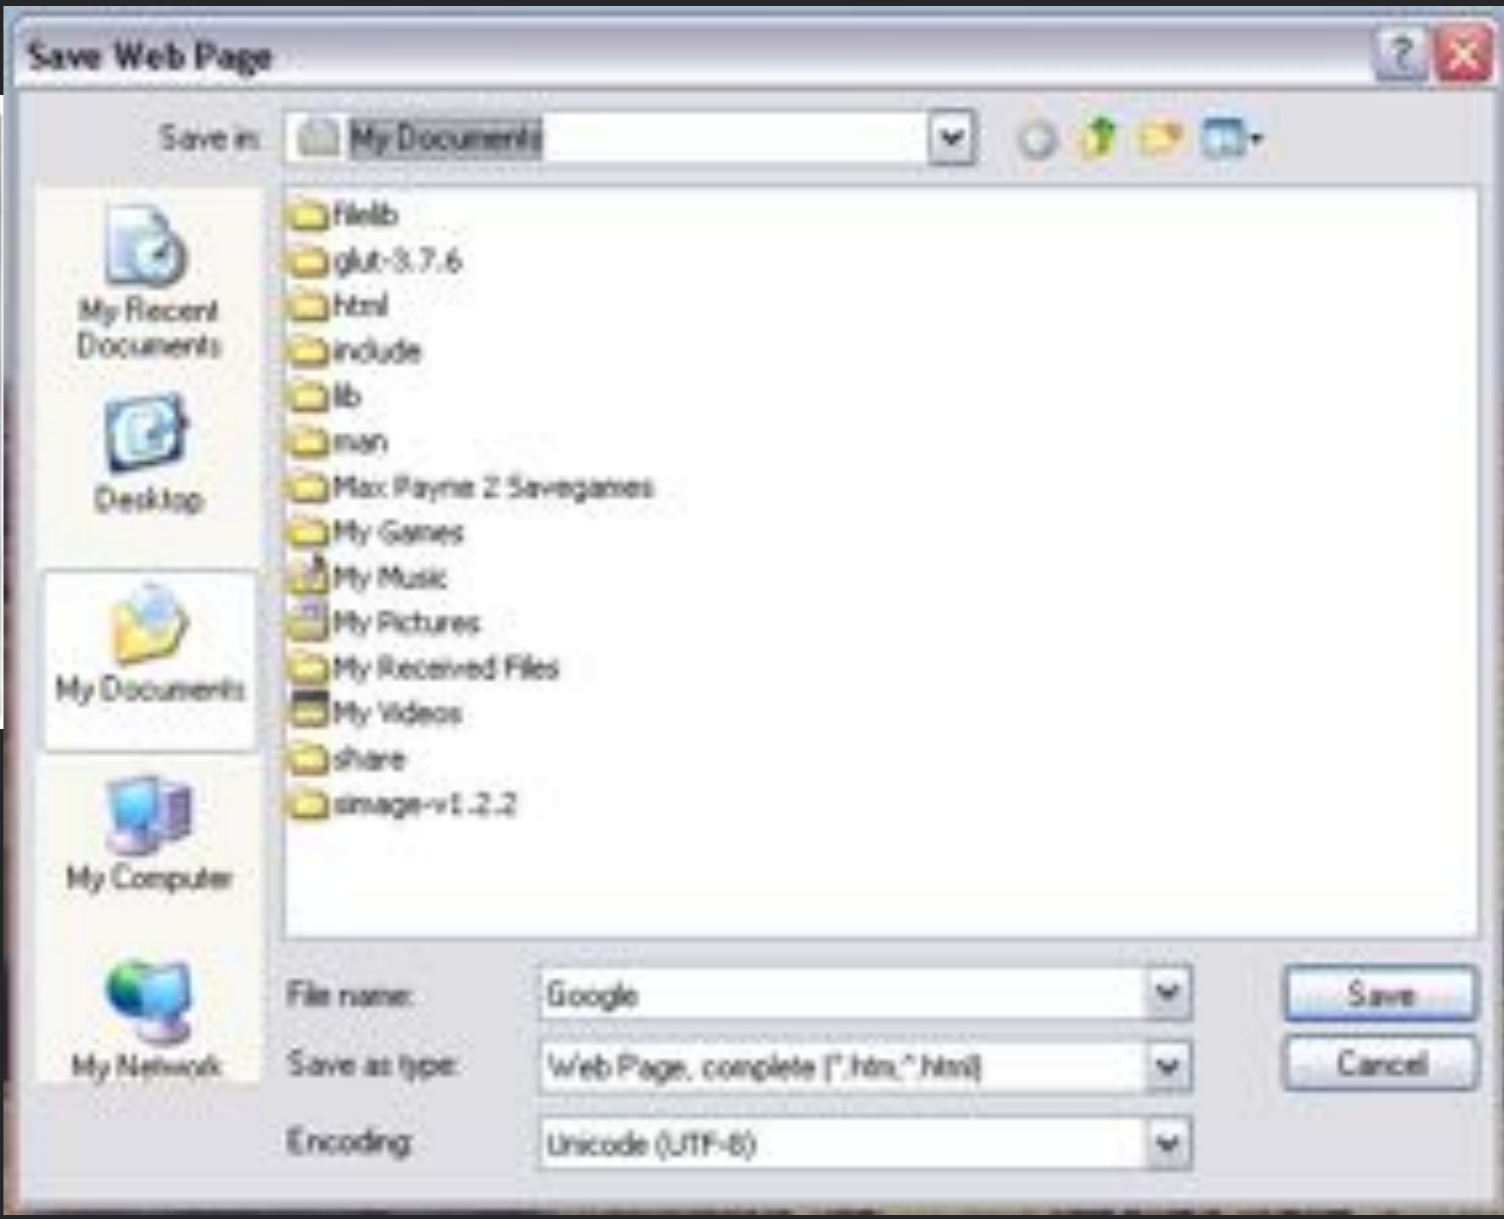 Save Web Page
Save in:
My Documents
My Recent
Documents
Desktop
My Documents
My Computer
My Network
filelib
glut-3.7.6
html
include
lib
man
Max Payne 2 Savegames
My Games
My Music
My Pictures
My Received Files
My Videos
share
simage-v1.2.2
File name:
Google
Save
Save as type:
Web Page, complete (*.htm;*.html)
Cancel
Encoding:
Unicode (UTF-8)